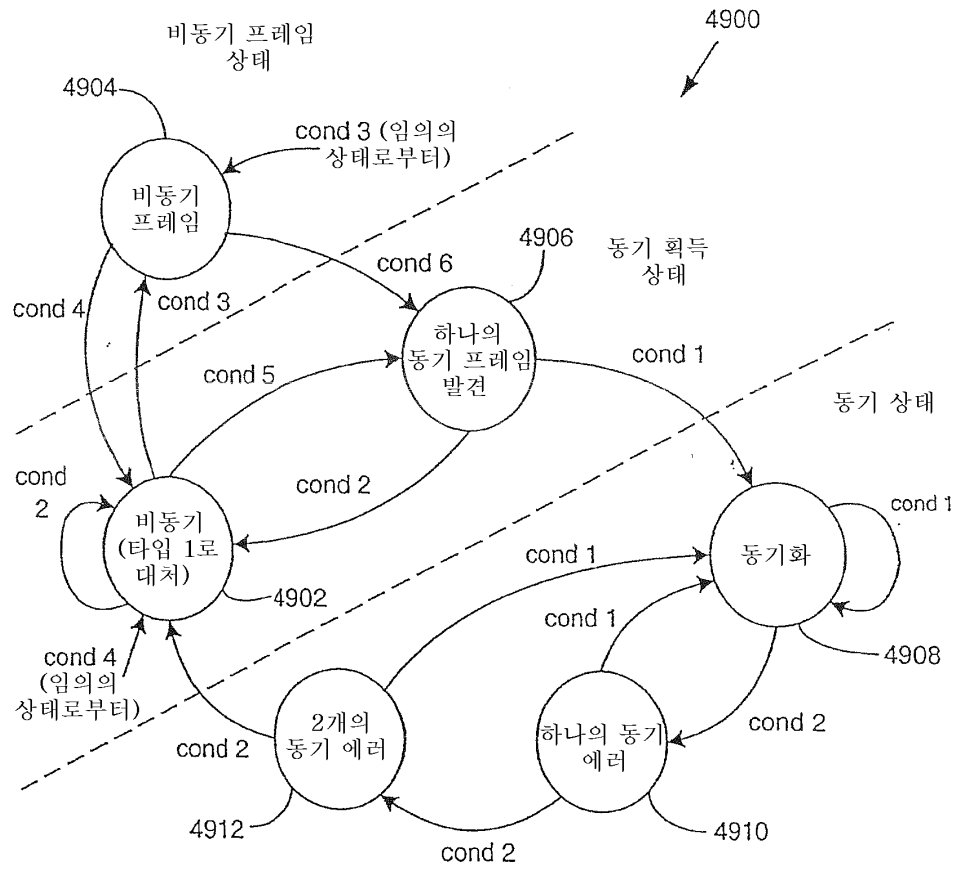 4900
비동기 프레임
상태
4904
cond 3 (임의의
상태로부터)
비동기
프레임
4906
동기 획득
상태
cond 6
cond 4
cond 3
하나의
동기 프레임
발견
cond 1
cond 5
동기 상태
cond 2
cond
2
비동기
(타입 1로
대처)
cond 1
동기화
cond 1
4902
cond 1
4908
cond 4
(임의의
상태로부터)
cond 2
2개의
동기 에러
하나의 동기
에러
cond 2
4912
4910
cond 2